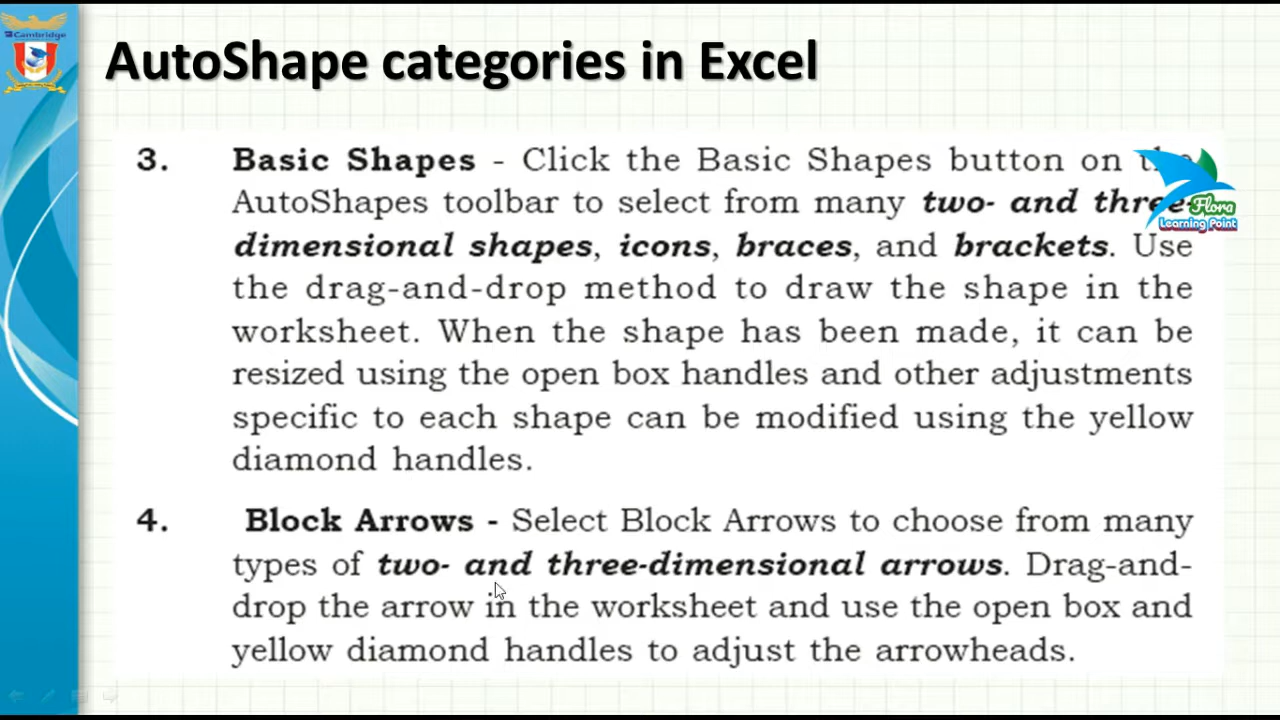 Cambridge
AutoShape categories in Excel
3. Basic Shapes - Click the Basic Shapes button on the
AutoShapes toolbar to select from many two- and three-
dimensional shapes, icons, braces, and brackets. Use
the drag-and-drop method to draw the shape in the
worksheet. When the shape has been made, it can be
resized using the open box handles and other adjustments
specific to each shape can be modified using the yellow
diamond handles.
4. Block Arrows - Select Block Arrows to choose from many
types of two- and three-dimensional arrows. Drag-and-
drop the arrow in the worksheet and use the open box and
yellow diamond handles to adjust the arrowheads.
Flora
Learning Point